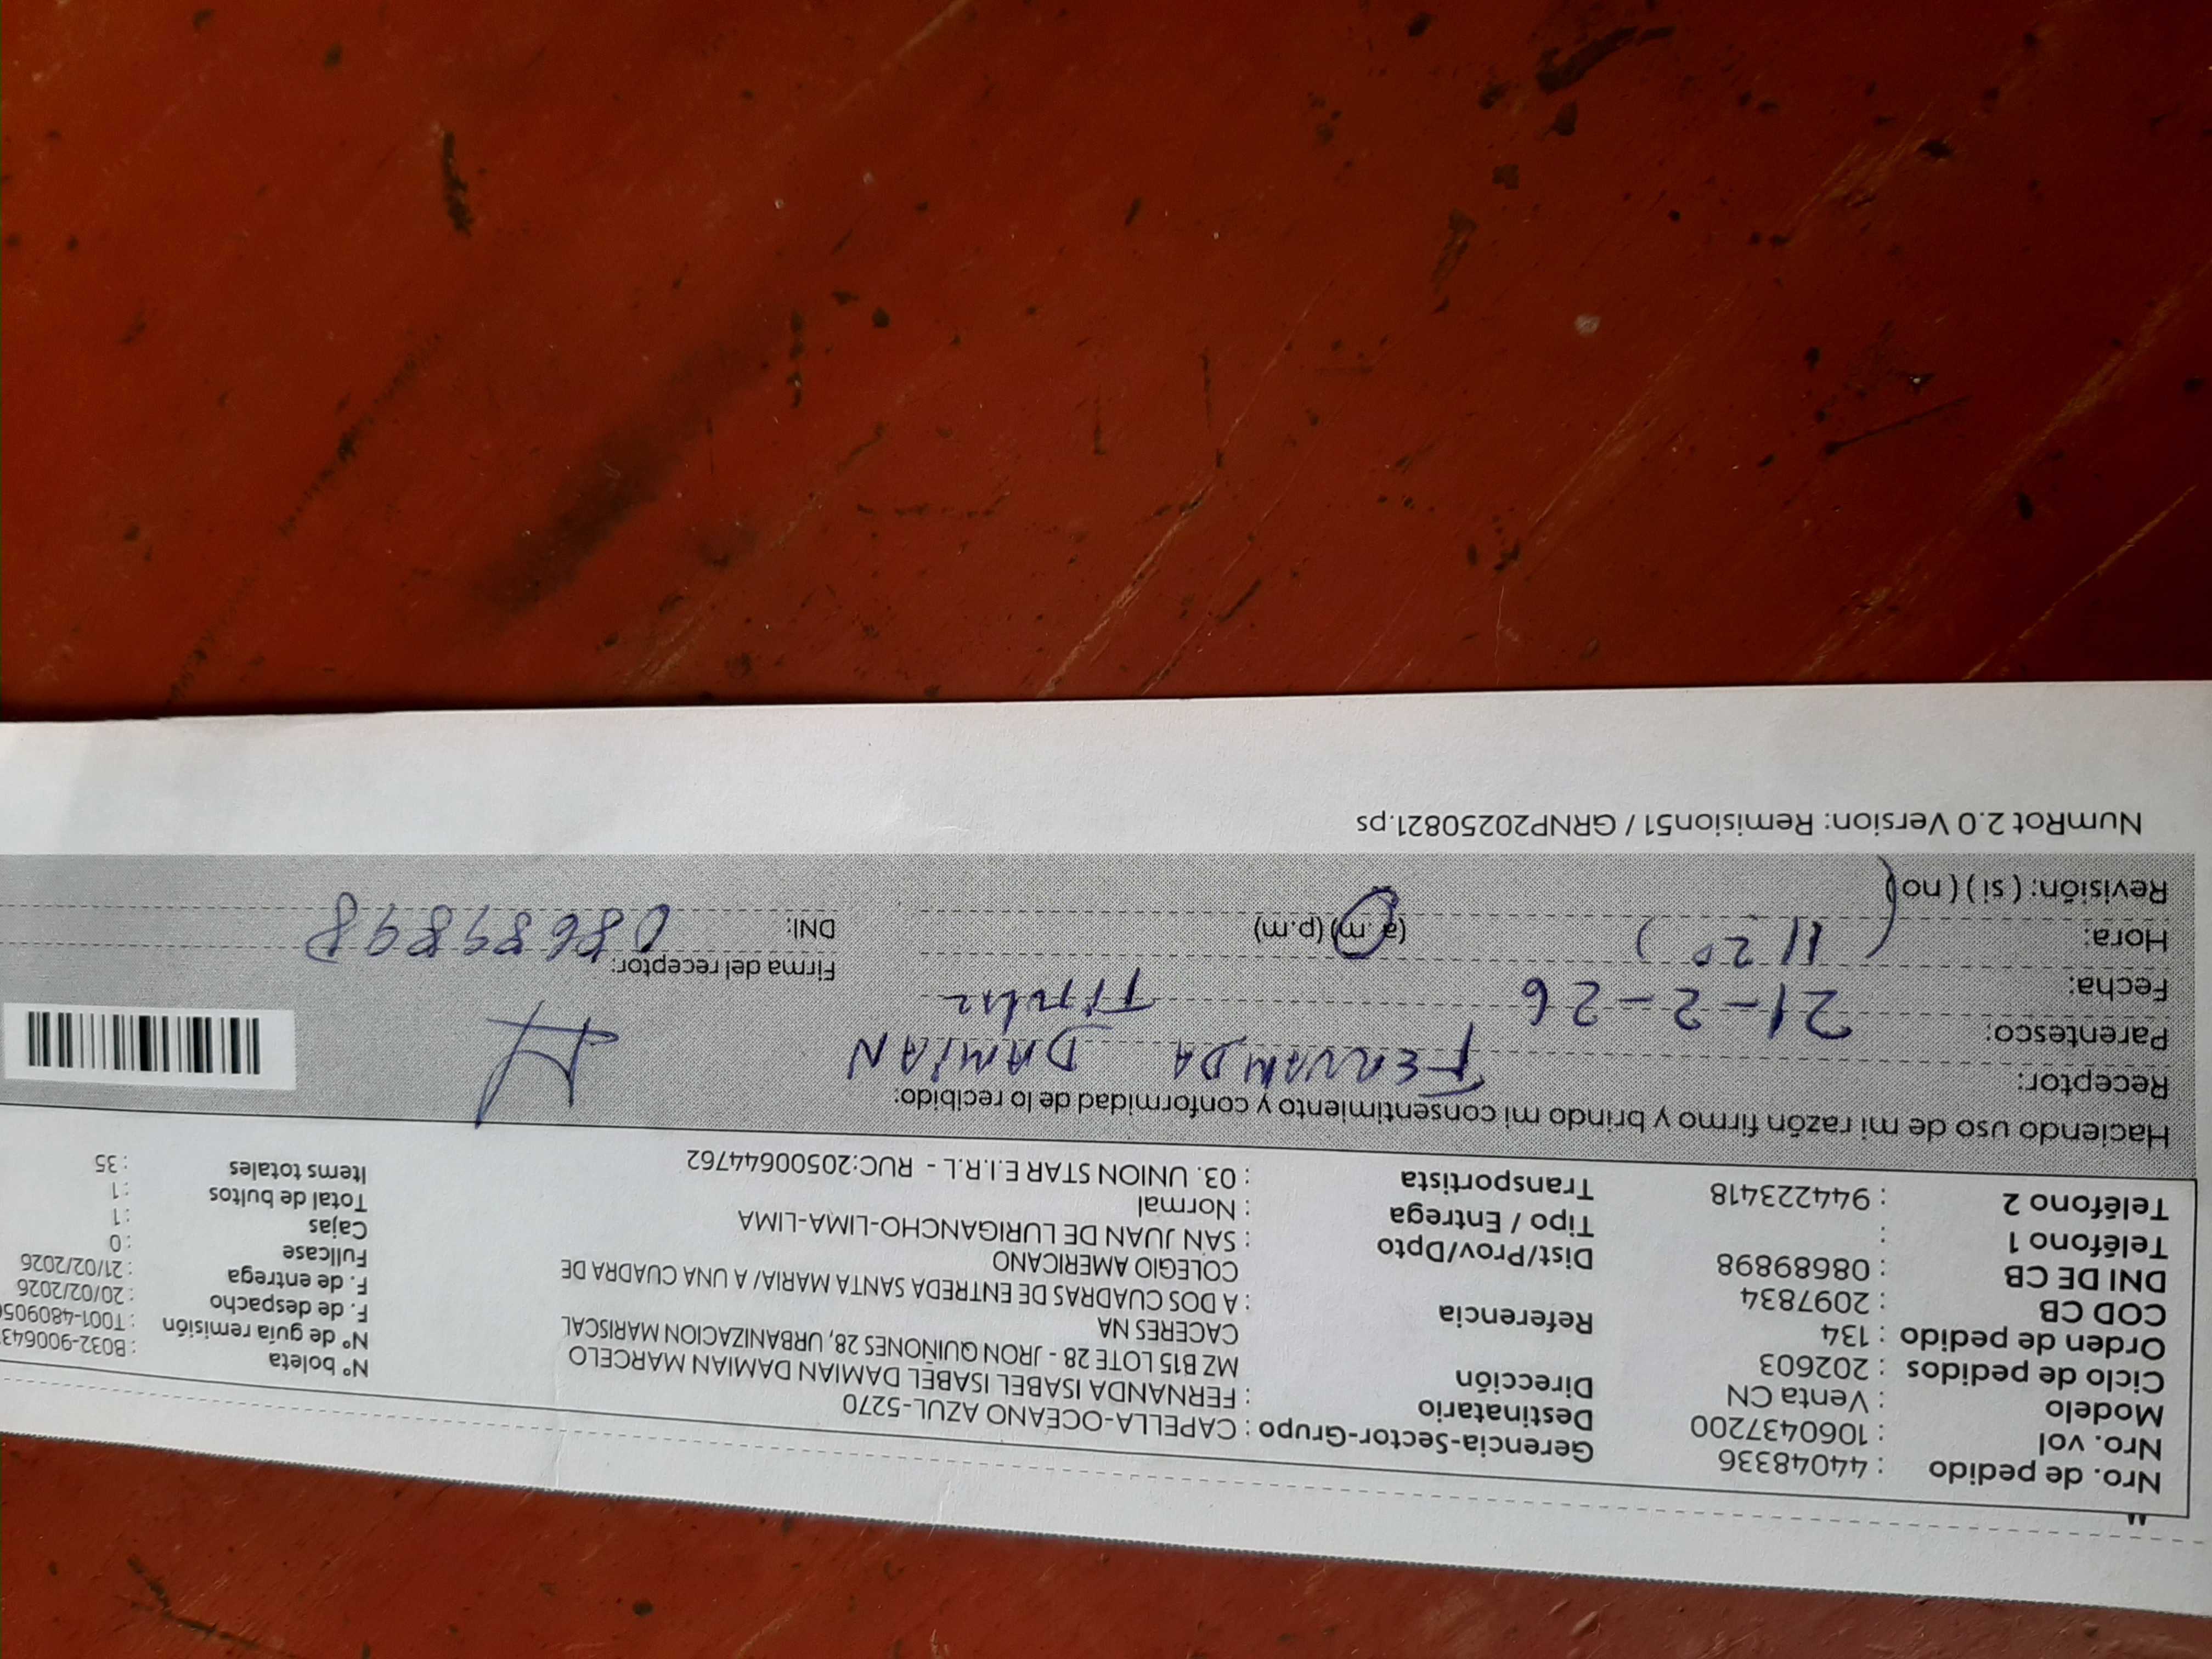 Nro. de pedido : 44048336
Nro. vol : 1060437200
Modelo : Venta CN
Ciclo de pedidos : 202603
Orden de pedido : 134
COD CB : 2097834
DNI DE CB : 08689898
Teléfono 1 :
Teléfono 2 : 944223418
Gerencia-Sector-Grupo : CAPELLA-OCEANO AZUL-5270
Destinatario : FERNANDA ISABEL ISABEL DAMIAN DAMIAN MARCELO
Dirección MZ B15 LOTE 28 - JRON QUIÑONES 28, URBANIZACION MARISCAL
CACERES NA
Referencia : A DOS CUADRAS DE ENTREDA SANTA MARIA/ A UNA CUADRA DE
COLEGIO AMERICANO
Dist/Prov/Dpto : SAN JUAN DE LURIGANCHO-LIMA-LIMA
Tipo / Entrega : Normal
Transportista : 03. UNION STAR E.I.R.L - RUC:20500644762
N° boleta : B032-900643
N° de guía remisión : T001-480905
F. de despacho : 20/02/2026
F. de entrega : 21/02/2026
Fullcase : 0
Cajas : 1
Total de bultos : 1
Items totales : 35
Haciendo uso de mi razón firmo y brindo mi consentimiento y conformidad de lo recibido:
Receptor: FERNANDA DAMIAN
Parentesco: Titular
Fecha: 21-2-26
Hora: 11 20 (a.m) (p.m)
Revisión: ( si ) ( no )
Firma del receptor:
DNI: 08689898
NumRot 2.0 Version: Remision51 / GRNP20250821.ps